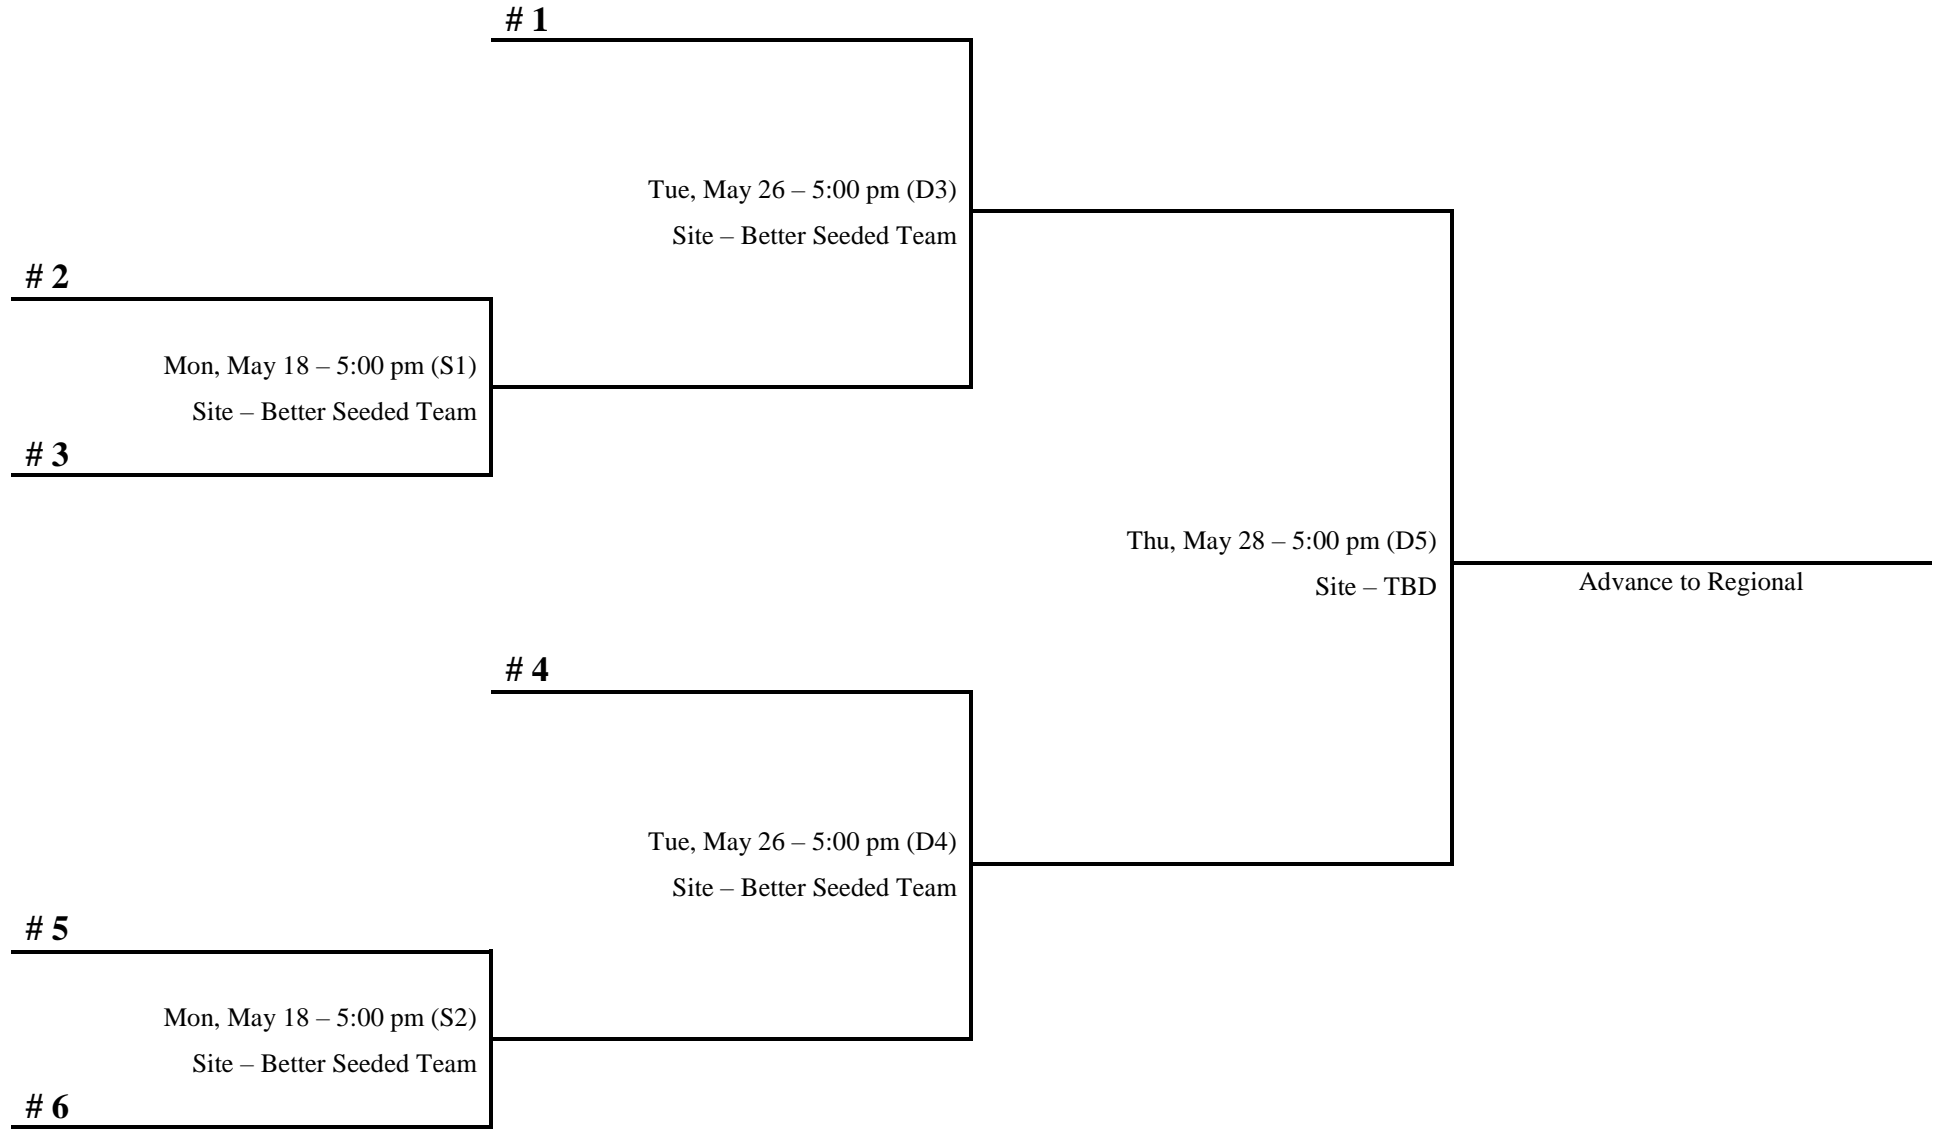 # 1
Tue, May 26 – 5:00 pm (D3)
Site – Better Seeded Team
# 2
Mon, May 18 – 5:00 pm (S1)
Site – Better Seeded Team
# 3
Thu, May 28 – 5:00 pm (D5)
Site – TBD
Advance to Regional
# 4
Tue, May 26 – 5:00 pm (D4)
Site – Better Seeded Team
# 5
Mon, May 18 – 5:00 pm (S2)
Site – Better Seeded Team
# 6